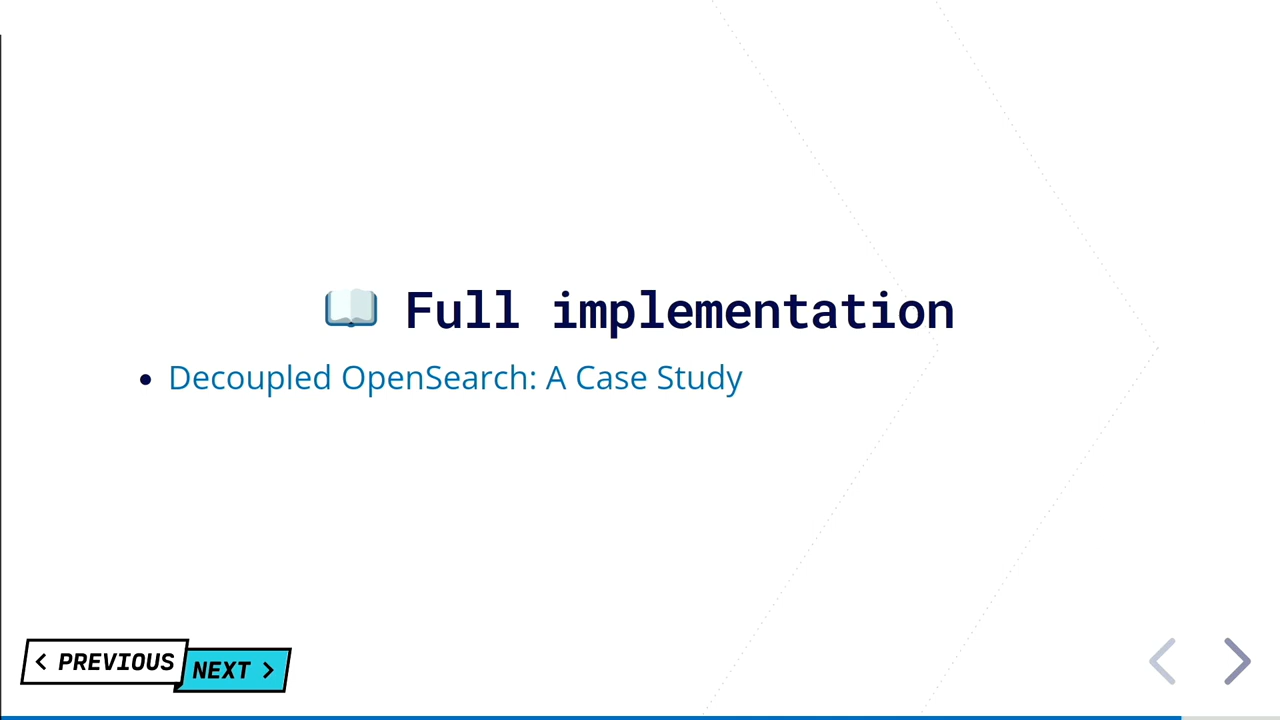 📖 Full implementation
• Decoupled OpenSearch: A Case Study
< PREVIOUS
NEXT >